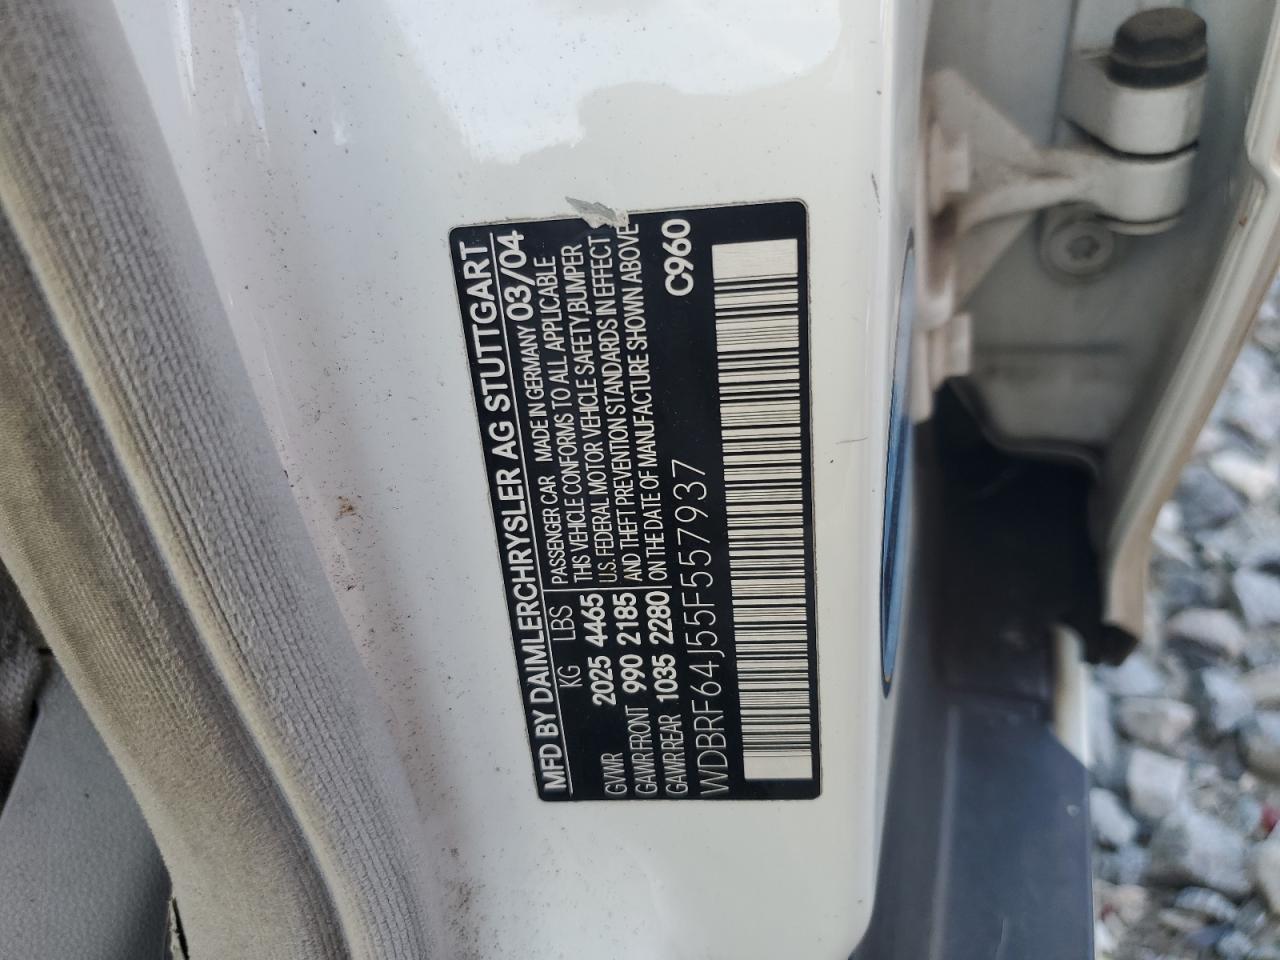 MFD BY DAIMLERCHRYSLER AG STUTTGART
KG LBS PASSENGER CAR MADE IN GERMANY 03/04
THIS VEHICLE CONFORMS TO ALL APPLICABLE
GVWR 2025 4465 U.S. FEDERAL MOTOR VEHICLE SAFETY,BUMPER
GAWR FRONT 990 2185 AND THEFT PREVENTION STANDARDS IN EFFECT
GAWR REAR 1035 2280 ON THE DATE OF MANUFACTURE SHOWN ABOVE
WDBRF64J55F557937 C960